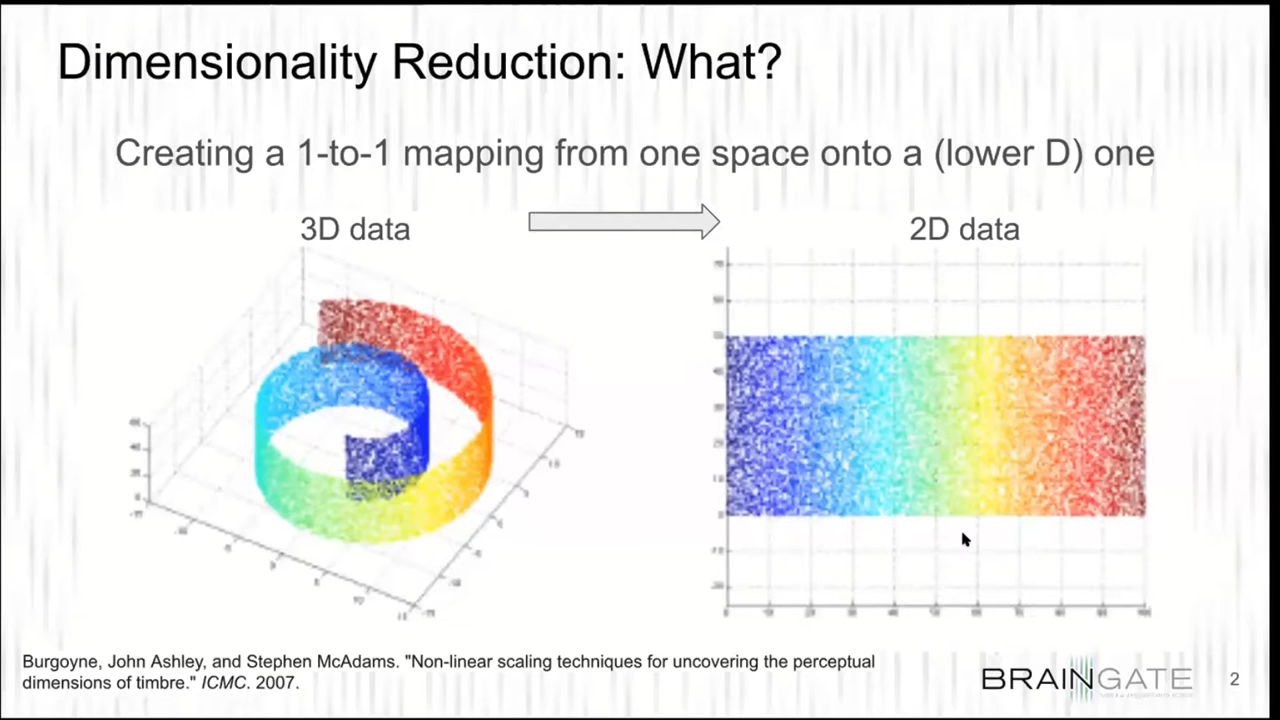 Dimensionality Reduction: What?
Creating a 1-to-1 mapping from one space onto a (lower D) one
3D data
2D data
Burgoyne, John Ashley, and Stephen McAdams. "Non-linear scaling techniques for uncovering the perceptual
dimensions of timbre." ICMC. 2007.
BRAINGATE
2